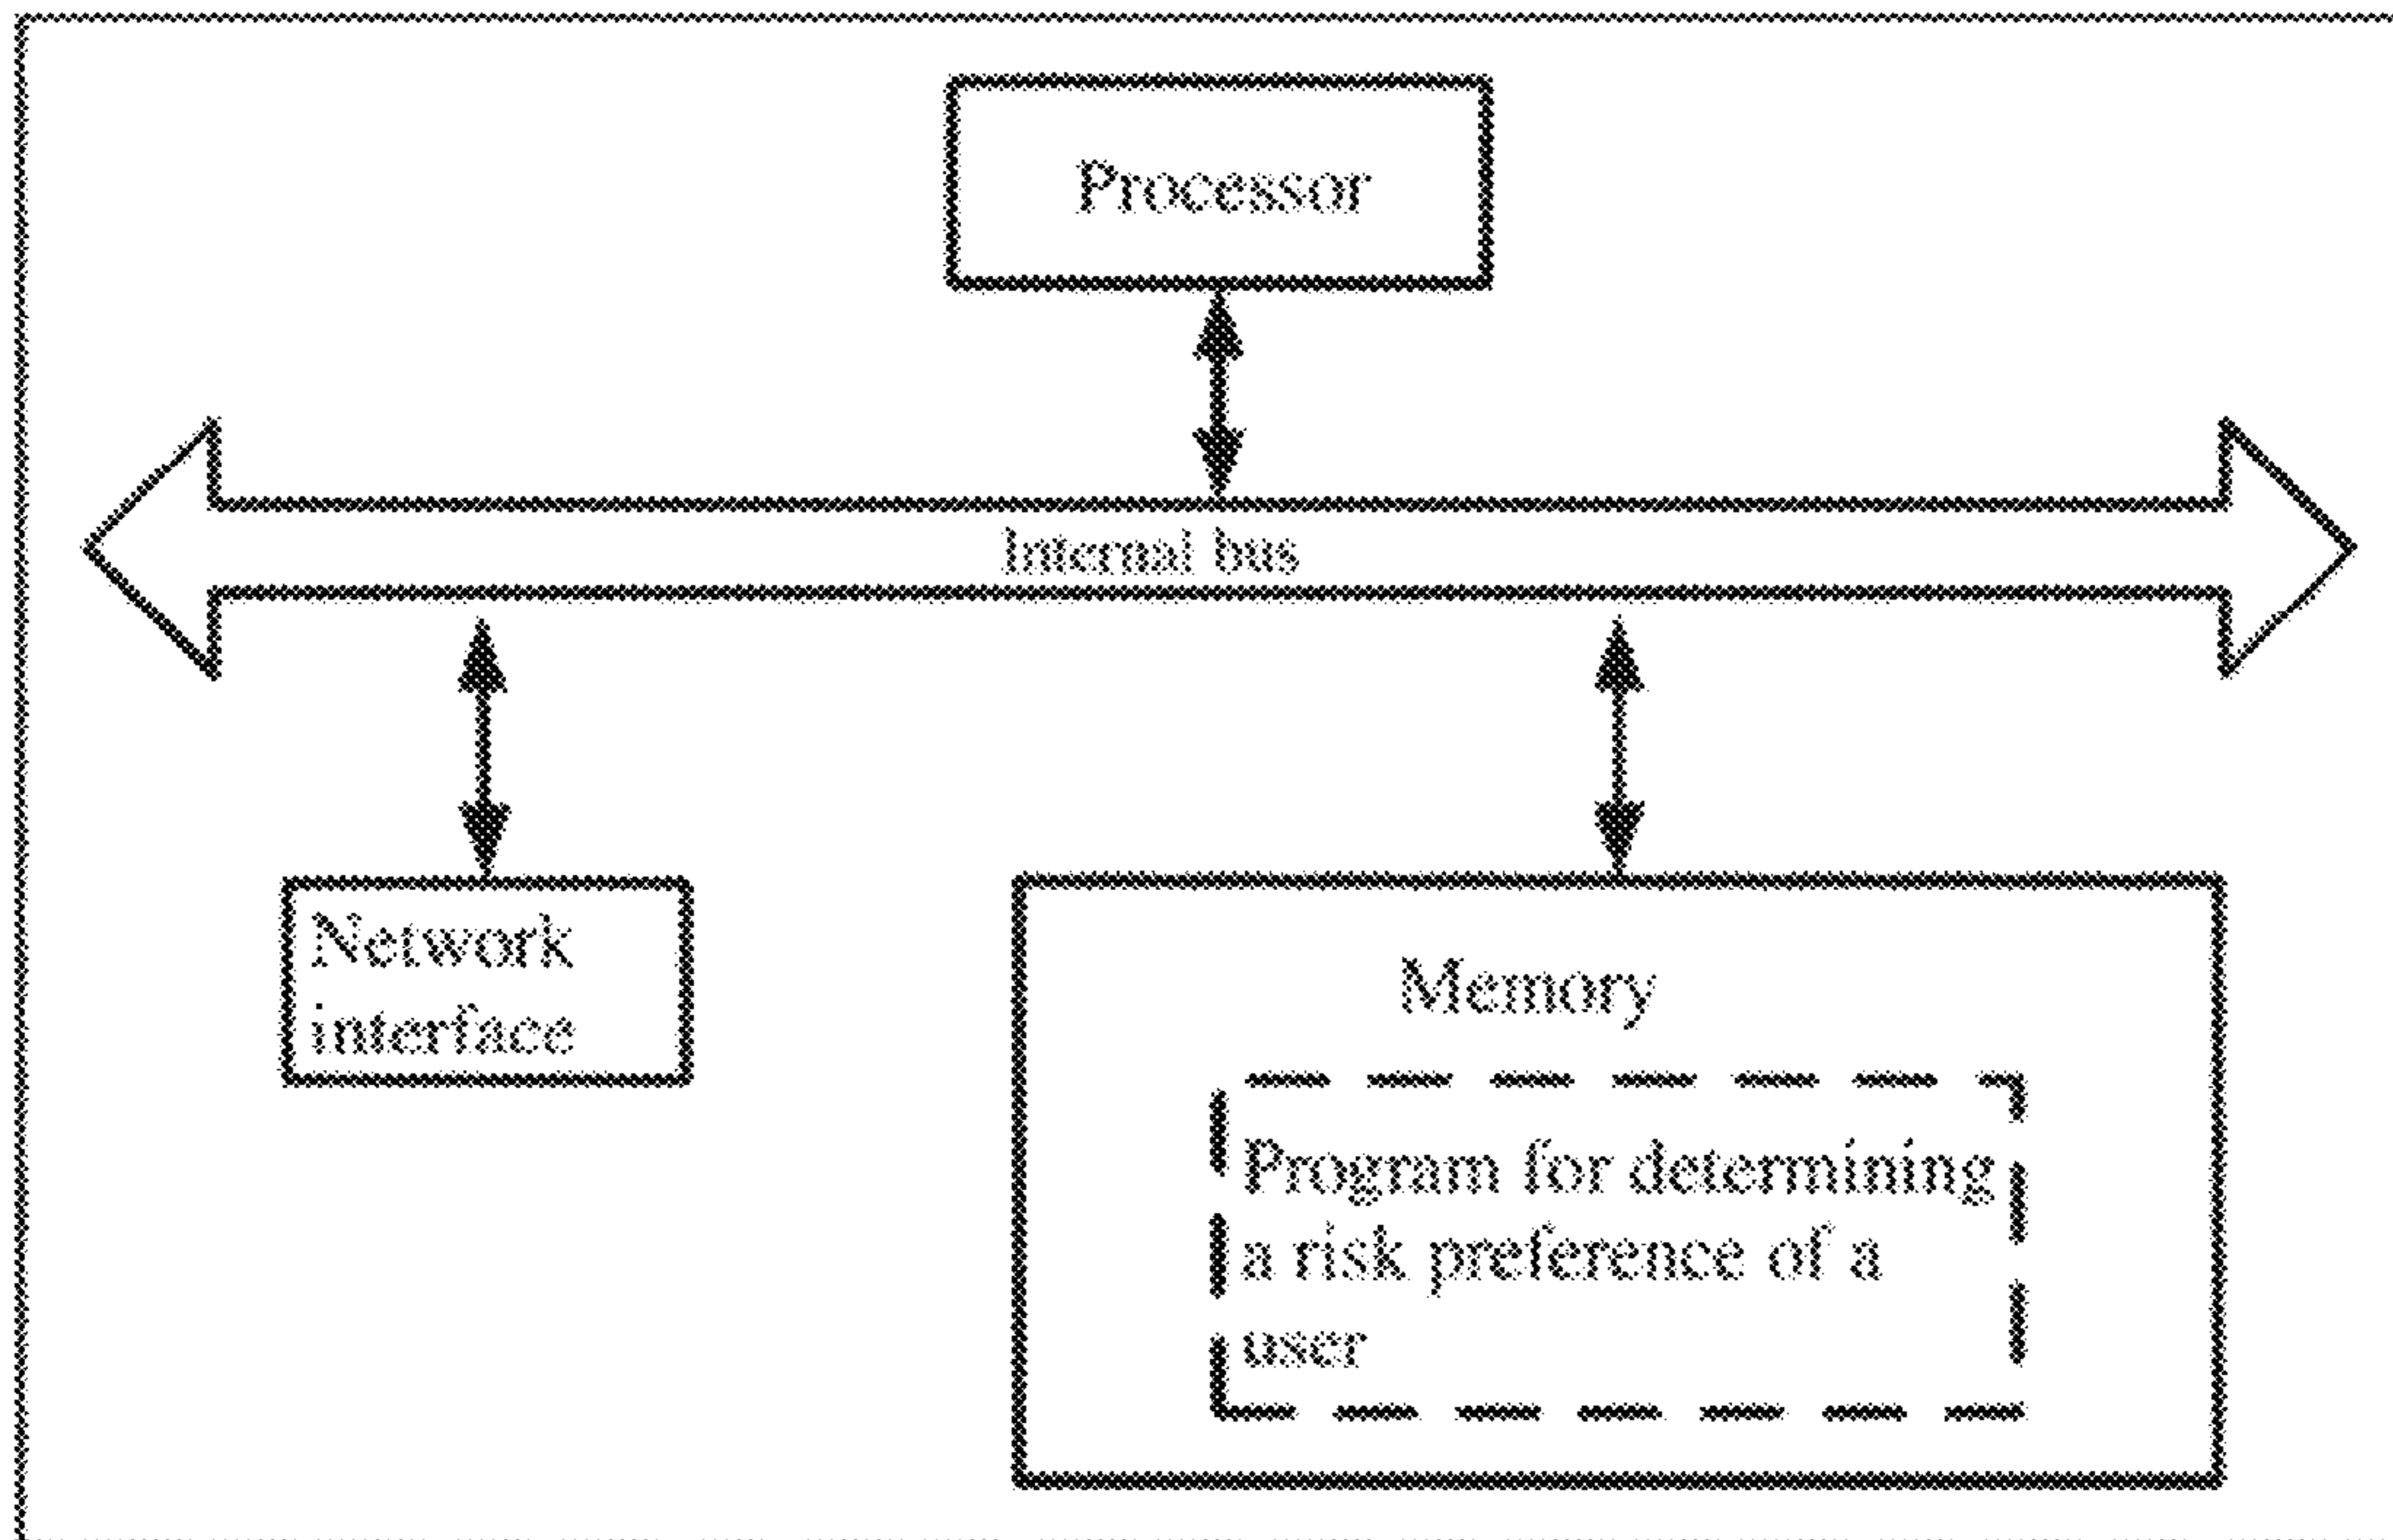 Processor
Internal bus
Network
interface
Memory
Program for determining
a risk preference of a
user